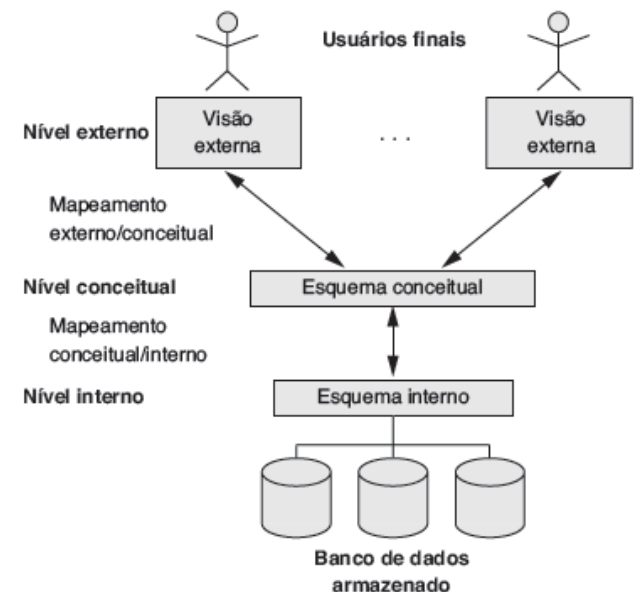 Usuários finais
Nível externo
Visão
externa
. . .
Visão
externa
Mapeamento
externo/conceitual
Nível conceitual
Esquema conceitual
Mapeamento
conceitual/interno
Nível interno
Esquema interno
Banco de dados
armazenado